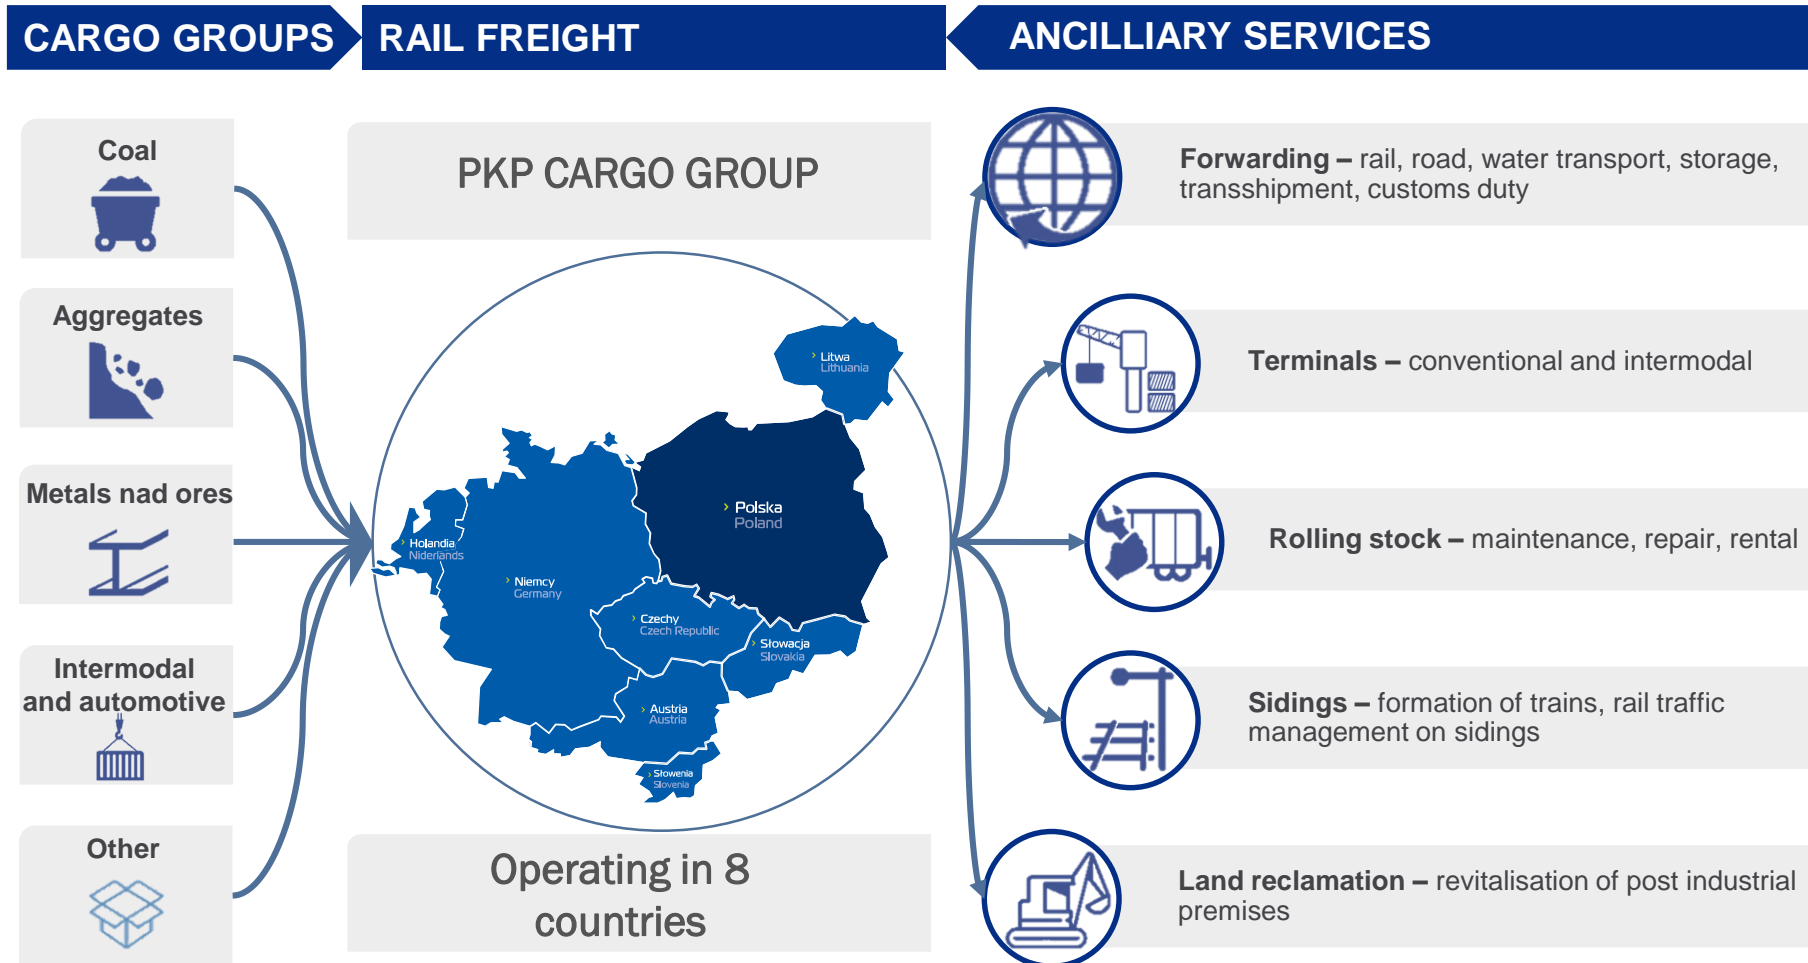 CARGO GROUPS
RAIL FREIGHT
ANCILLIARY SERVICES
Coal
Aggregates
Metals nad ores
Intermodal
and automotive
Other
PKP CARGO GROUP
› Litwa
Lithuania
› Polska
Poland
› Holandia
Niderlands
› Niemcy
Germany
› Czechy
Czech Republic
› Słowacja
Slovakia
› Austria
Austria
› Słowenia
Slovenia
Operating in 8
countries
Forwarding – rail, road, water transport, storage,
transshipment, customs duty
Terminals – conventional and intermodal
Rolling stock – maintenance, repair, rental
Sidings – formation of trains, rail traffic
management on sidings
Land reclamation – revitalisation of post industrial
premises